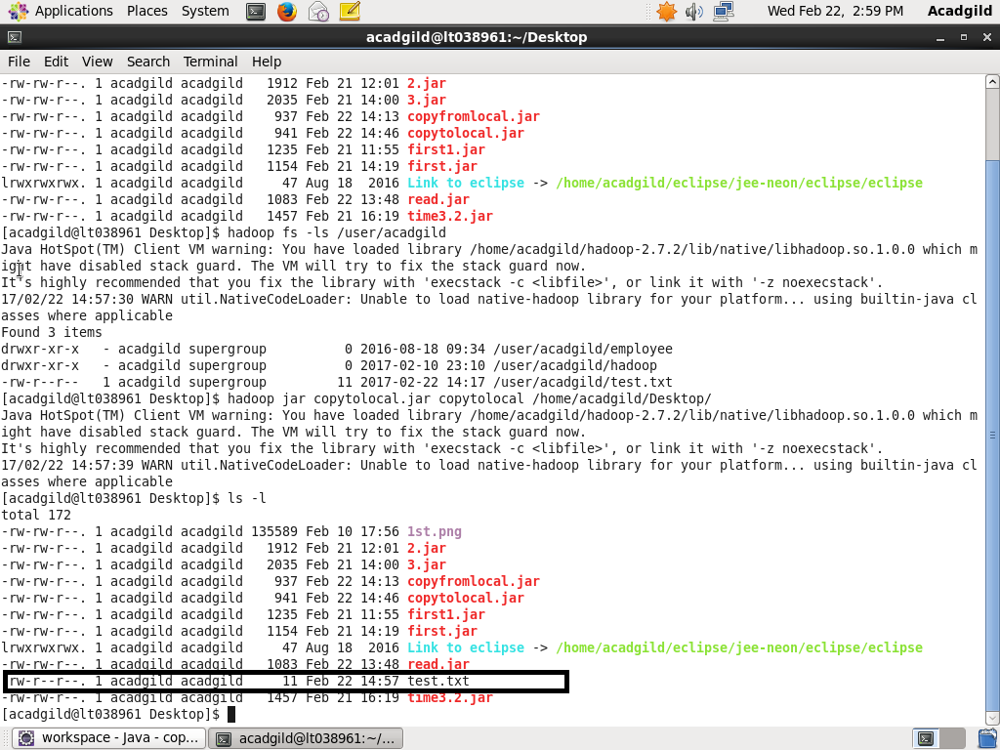 Applications Places System Wed Feb 22, 2:59 PM Acadgild
acadgild@lt038961:~/Desktop
File Edit View Search Terminal Help
-rw-rw-r--. 1 acadgild acadgild   1912 Feb 21 12:01 2.jar
-rw-rw-r--. 1 acadgild acadgild   2035 Feb 21 14:00 3.jar
-rw-rw-r--. 1 acadgild acadgild    937 Feb 22 14:13 copyfromlocal.jar
-rw-rw-r--. 1 acadgild acadgild    941 Feb 22 14:46 copytolocal.jar
-rw-rw-r--. 1 acadgild acadgild   1235 Feb 21 11:55 first1.jar
-rw-rw-r--. 1 acadgild acadgild   1154 Feb 21 14:19 first.jar
lrwxrwxrwx. 1 acadgild acadgild     47 Aug 18  2016 Link to eclipse -> /home/acadgild/eclipse/jee-neon/eclipse/eclipse
-rw-rw-r--. 1 acadgild acadgild   1083 Feb 22 13:48 read.jar
-rw-rw-r--. 1 acadgild acadgild   1457 Feb 21 16:19 time3.2.jar
[acadgild@lt038961 Desktop]$ hadoop fs -ls /user/acadgild
Java HotSpot(TM) Client VM warning: You have loaded library /home/acadgild/hadoop-2.7.2/lib/native/libhadoop.so.1.0.0 which m
ight have disabled stack guard. The VM will try to fix the stack guard now.
It's highly recommended that you fix the library with 'execstack -c <libfile>', or link it with '-z noexecstack'.
17/02/22 14:57:30 WARN util.NativeCodeLoader: Unable to load native-hadoop library for your platform... using builtin-java cl
asses where applicable
Found 3 items
drwxr-xr-x   - acadgild supergroup          0 2016-08-18 09:34 /user/acadgild/employee
drwxr-xr-x   - acadgild supergroup          0 2017-02-10 23:10 /user/acadgild/hadoop
-rw-r--r--   1 acadgild supergroup         11 2017-02-22 14:17 /user/acadgild/test.txt
[acadgild@lt038961 Desktop]$ hadoop jar copytolocal.jar copytolocal /home/acadgild/Desktop/
Java HotSpot(TM) Client VM warning: You have loaded library /home/acadgild/hadoop-2.7.2/lib/native/libhadoop.so.1.0.0 which m
ight have disabled stack guard. The VM will try to fix the stack guard now.
It's highly recommended that you fix the library with 'execstack -c <libfile>', or link it with '-z noexecstack'.
17/02/22 14:57:39 WARN util.NativeCodeLoader: Unable to load native-hadoop library for your platform... using builtin-java cl
asses where applicable
[acadgild@lt038961 Desktop]$ ls -l
total 172
-rw-rw-r--. 1 acadgild acadgild 135589 Feb 10 17:56 1st.png
-rw-rw-r--. 1 acadgild acadgild   1912 Feb 21 12:01 2.jar
-rw-rw-r--. 1 acadgild acadgild   2035 Feb 21 14:00 3.jar
-rw-rw-r--. 1 acadgild acadgild    937 Feb 22 14:13 copyfromlocal.jar
-rw-rw-r--. 1 acadgild acadgild    941 Feb 22 14:46 copytolocal.jar
-rw-rw-r--. 1 acadgild acadgild   1235 Feb 21 11:55 first1.jar
-rw-rw-r--. 1 acadgild acadgild   1154 Feb 21 14:19 first.jar
lrwxrwxrwx. 1 acadgild acadgild     47 Aug 18  2016 Link to eclipse -> /home/acadgild/eclipse/jee-neon/eclipse/eclipse
-rw-rw-r--. 1 acadgild acadgild   1083 Feb 22 13:48 read.jar
rw-r--r--. 1 acadgild acadgild     11 Feb 22 14:57 test.txt
-rw-rw-r--. 1 acadgild acadgild   1457 Feb 21 16:19 time3.2.jar
[acadgild@lt038961 Desktop]$
workspace - Java - cop... acadgild@lt038961:~/...